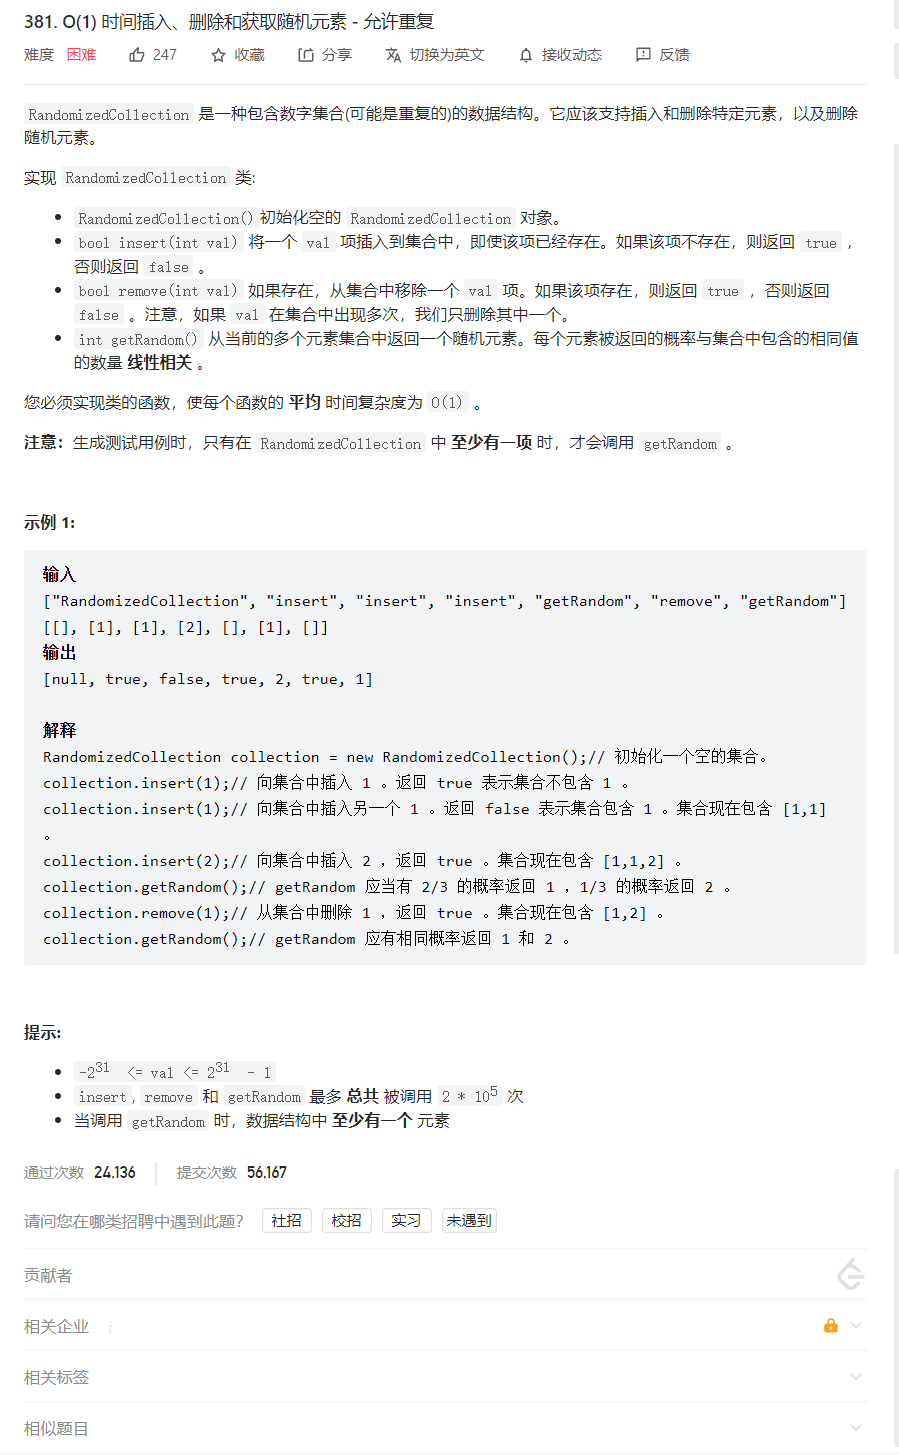 381. O(1) 时间插入、删除和获取随机元素 - 允许重复
难度 困难 247 收藏 分享 切换为英文 接收动态 反馈
RandomizedCollection 是一种包含数字集合(可能是重复的)的数据结构。它应该支持插入和删除特定元素，以及删除
随机元素。
实现 RandomizedCollection 类:
• RandomizedCollection()初始化空的 RandomizedCollection 对象。
• bool insert(int val) 将一个 val 项插入到集合中，即使该项已经存在。如果该项不存在，则返回 true ，
否则返回 false 。
• bool remove(int val) 如果存在，从集合中移除一个 val 项。如果该项存在，则返回 true ，否则返回
false 。注意，如果 val 在集合中出现多次，我们只删除其中一个。
• int getRandom() 从当前的多个元素集合中返回一个随机元素。每个元素被返回的概率与集合中包含的相同值
的数量 线性相关 。
您必须实现类的函数，使每个函数的 平均 时间复杂度为 O(1) 。
注意：生成测试用例时，只有在 RandomizedCollection 中 至少有一项 时，才会调用 getRandom 。
示例 1:
输入
["RandomizedCollection", "insert", "insert", "insert", "getRandom", "remove", "getRandom"]
[[], [1], [1], [2], [], [1], []]
输出
[null, true, false, true, 2, true, 1]
解释
RandomizedCollection collection = new RandomizedCollection();// 初始化一个空的集合。
collection.insert(1);// 向集合中插入 1 。返回 true 表示集合不包含 1 。
collection.insert(1);// 向集合中插入另一个 1 。返回 false 表示集合包含 1 。集合现在包含 [1,1]
。
collection.insert(2);// 向集合中插入 2 ，返回 true 。集合现在包含 [1,1,2] 。
collection.getRandom();// getRandom 应当有 2/3 的概率返回 1 ，1/3 的概率返回 2 。
collection.remove(1);// 从集合中删除 1 ，返回 true 。集合现在包含 [1,2] 。
collection.getRandom();// getRandom 应有相同概率返回 1 和 2 。
提示:
• -2³¹ <= val <= 2³¹ - 1
• insert, remove 和 getRandom 最多 总共 被调用 2 * 10⁵ 次
• 当调用 getRandom 时，数据结构中 至少有一个 元素
通过次数 24,136 提交次数 56,167
请问您在哪类招聘中遇到此题？ 社招 校招 实习 未遇到
贡献者
相关企业 i
相关标签
相似题目